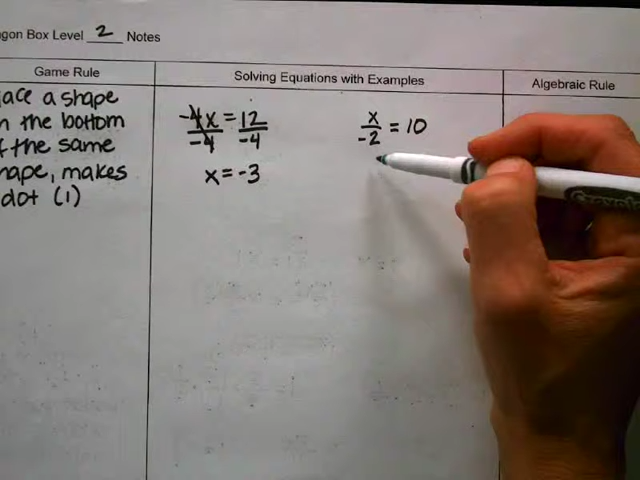 gon Box Level 2 Notes
Game Rule
Solving Equations with Examples
Algebraic Rule
ace a shape
n the bottom
f the same
hape, makes
dot (1)
-4x = 12
-4 -4
x = -3
x
-2 = 10